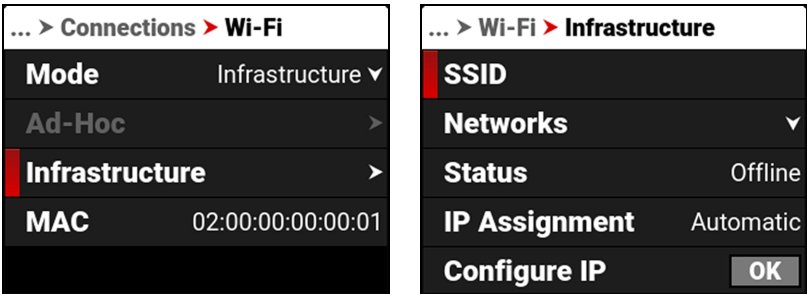 ... > Connections > Wi-Fi
Mode Infrastructure
Ad-Hoc >
Infrastructure >
MAC 02:00:00:00:00:01
... > Wi-Fi > Infrastructure
SSID
Networks
Status Offline
IP Assignment Automatic
Configure IP OK